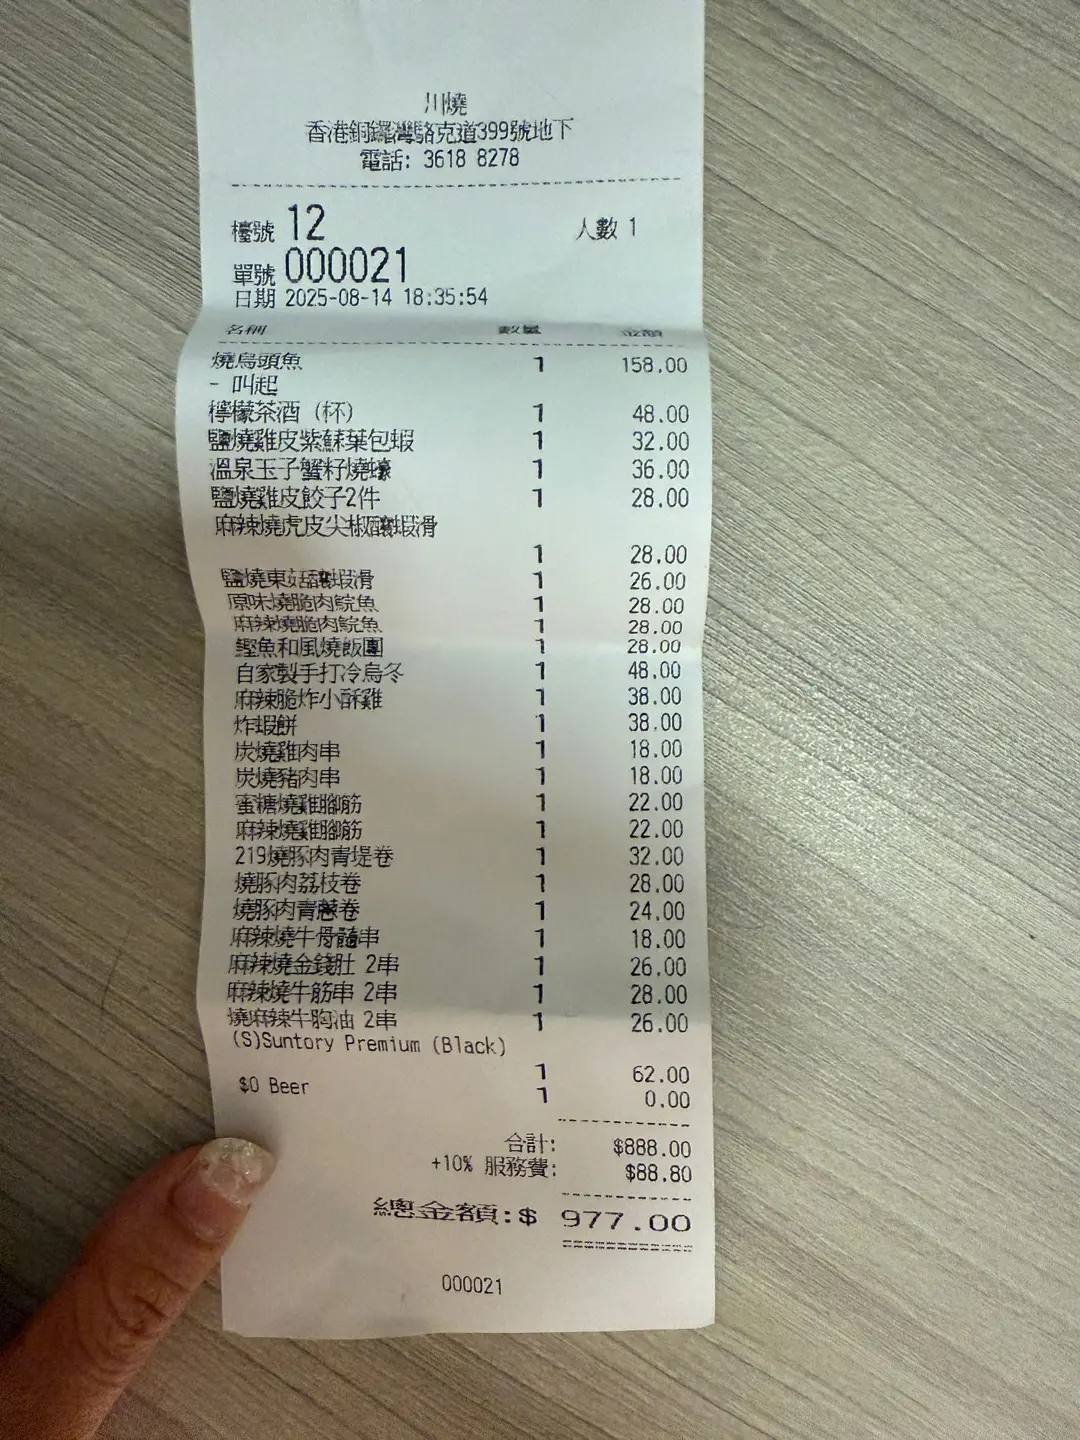 川燒
香港銅鑼灣駱克道399號地下
電話: 3618 8278
檯號 12 人數 1
單號 000021
日期 2025-08-14 18:35:54
名稱 數量 金額
燒烏頭魚 1 158.00
- 叫起
檸檬茶酒 (杯) 1 48.00
鹽燒雞皮紫蘇葉包蝦 1 32.00
溫泉玉子蟹籽燒蠔 1 36.00
鹽燒雞皮餃子2件 1 28.00
麻辣燒虎皮尖椒釀蝦滑
1 28.00
鹽燒東菇釀蝦滑 1 26.00
原味燒脆肉鯇魚 1 28.00
麻辣燒脆肉鯇魚 1 28.00
鰹魚和風燒飯團 1 28.00
自家製手打冷烏冬 1 48.00
麻辣脆炸小酥雞 1 38.00
炸蝦餅 1 38.00
炭燒雞肉串 1 18.00
炭燒豬肉串 1 18.00
蜜糖燒雞腳筋 1 22.00
麻辣燒雞腳筋 1 22.00
219燒豚肉青堤卷 1 32.00
燒豚肉荔枝卷 1 28.00
燒豚肉青蔥卷 1 24.00
麻辣燒牛骨髓串 1 18.00
麻辣燒金錢肚 2串 1 26.00
麻辣燒牛筋串 2串 1 28.00
燒麻辣牛胸油 2串 1 26.00
(S)Suntory Premium (Black)
1 62.00
$0 Beer 1 0.00
合計: $888.00
+10% 服務費: $88.80
總金額:$ 977.00
000021